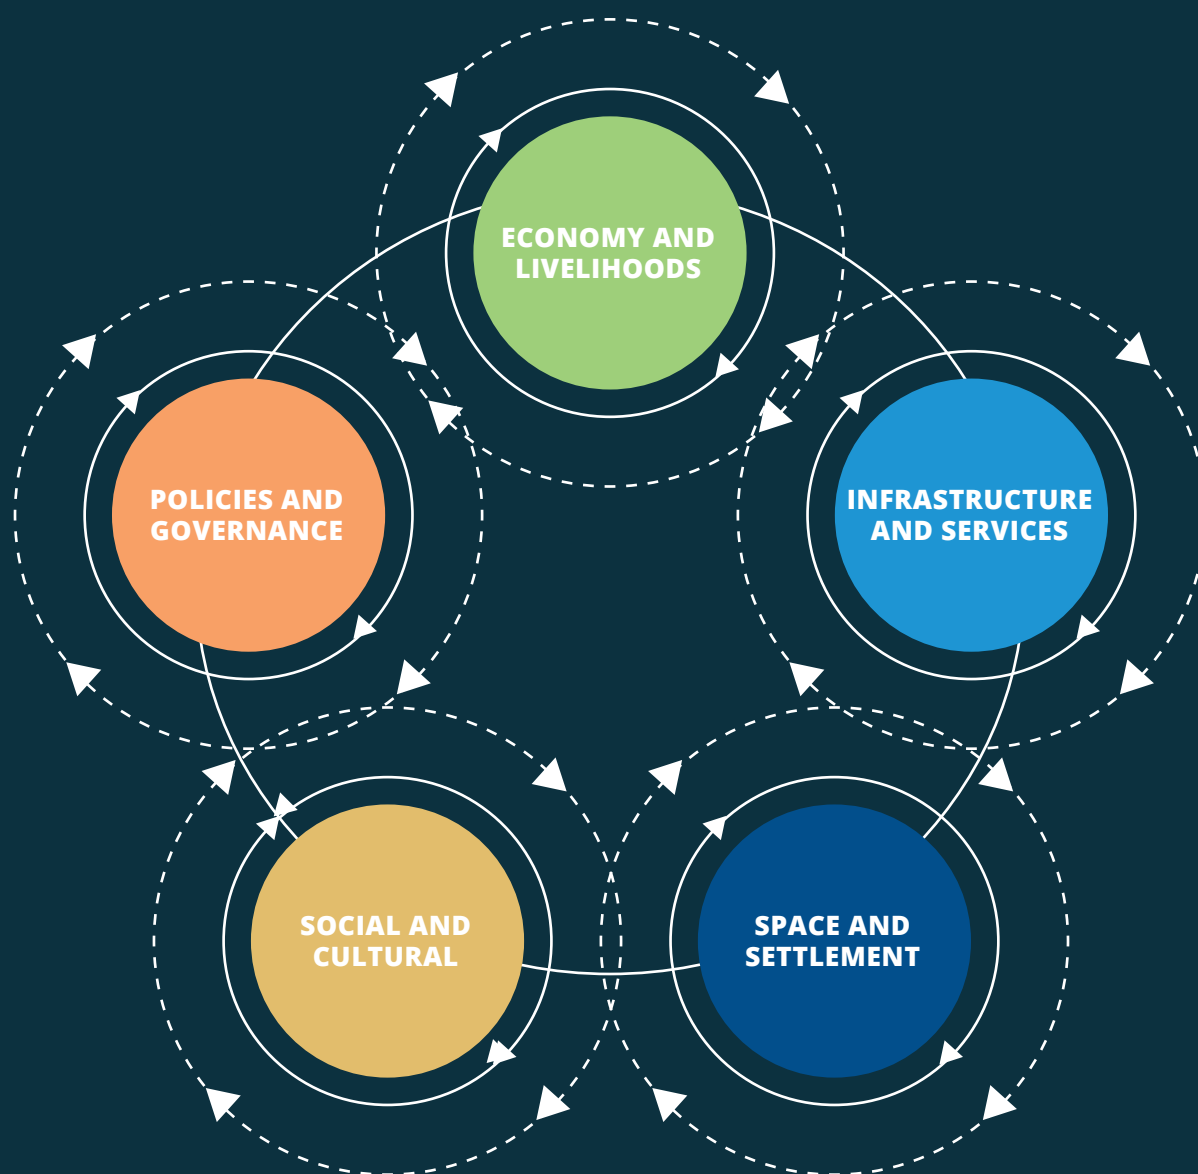 ECONOMY AND
LIVELIHOODS
POLICIES AND
GOVERNANCE
INFRASTRUCTURE
AND SERVICES
SOCIAL AND
CULTURAL
SPACE AND
SETTLEMENT